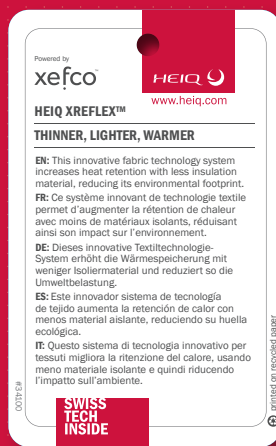 Powered by
xefco™
HEIQ
www.heiq.com
HEIQ XREFLEX™
THINNER, LIGHTER, WARMER
EN: This innovative fabric technology system
increases heat retention with less insulation
material, reducing its environmental footprint.
FR: Ce système innovant de technologie textile
permet d'augmenter la rétention de chaleur
avec moins de matériaux isolants, réduisant
ainsi son impact sur l'environnement.
DE: Dieses innovative Textiltechnologie-
System erhöht die Wärmespeicherung mit
weniger Isoliermaterial und reduziert so die
Umweltbelastung.
ES: Este innovador sistema de tecnología
de tejido aumenta la retención de calor con
menos material aislante, reduciendo su huella
ecológica.
IT: Questo sistema di tecnologia innovativo per
tessuti migliora la ritenzione del calore, usando
meno materiale isolante e quindi riducendo
l'impatto sull'ambiente.
#34100
printed on recycled paper
SWISS
TECH
INSIDE